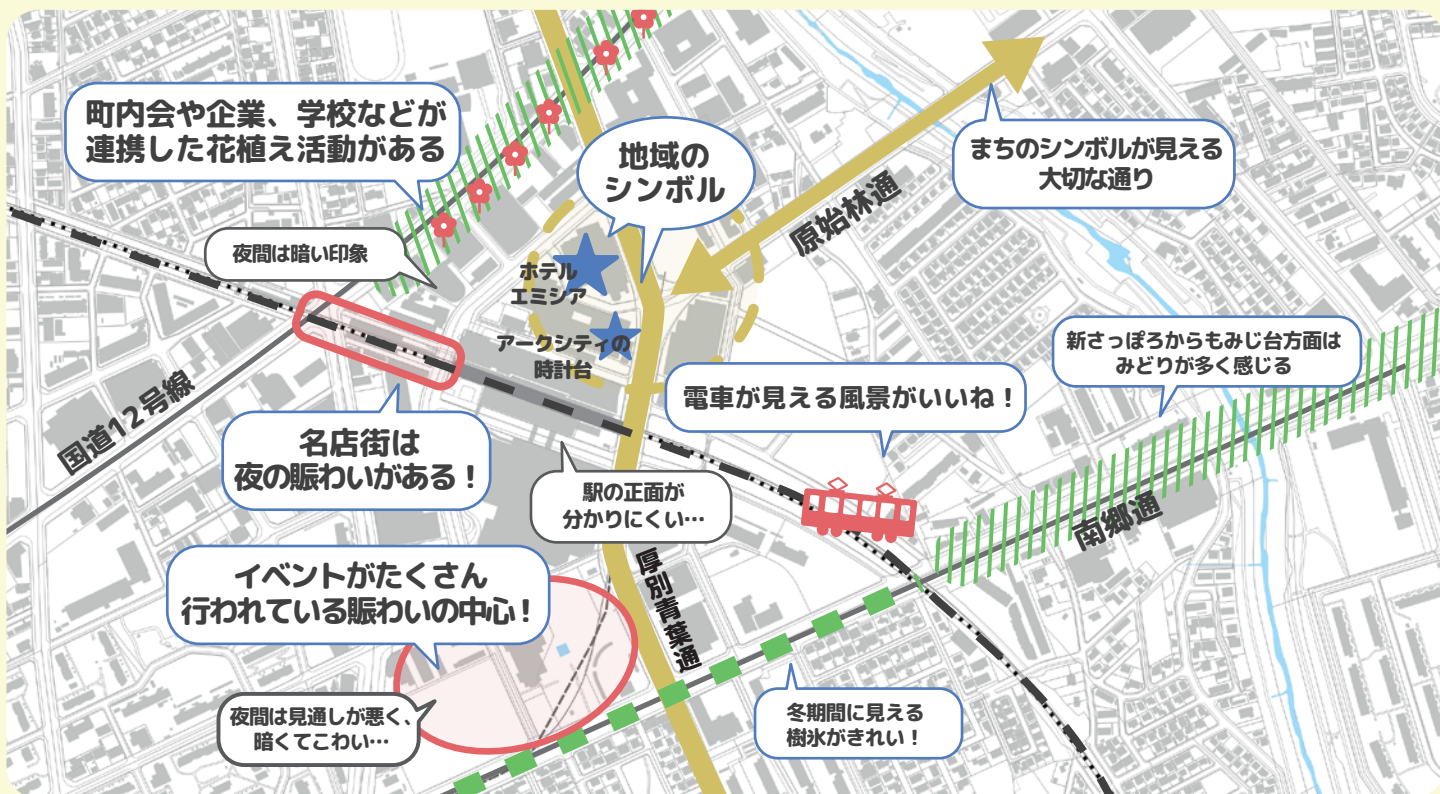 町内会や企業、学校などが
連携した花植え活動がある
地域の
シンボル
まちのシンボルが見える
大切な通り
原始林通
夜間は暗い印象
ホテル
エミシア
アークシティの
時計台
新さっぽろからもみじ台方面は
みどりが多く感じる
電車が見える風景がいいね！
国道12号線
名店街は
夜の賑わいがある！
駅の正面が
分かりにくい…
南郷通
イベントがたくさん
行われている賑わいの中心！
厚別青葉通
夜間は見通しが悪く、
暗くてこわい…
冬期間に見える
樹氷がきれい！